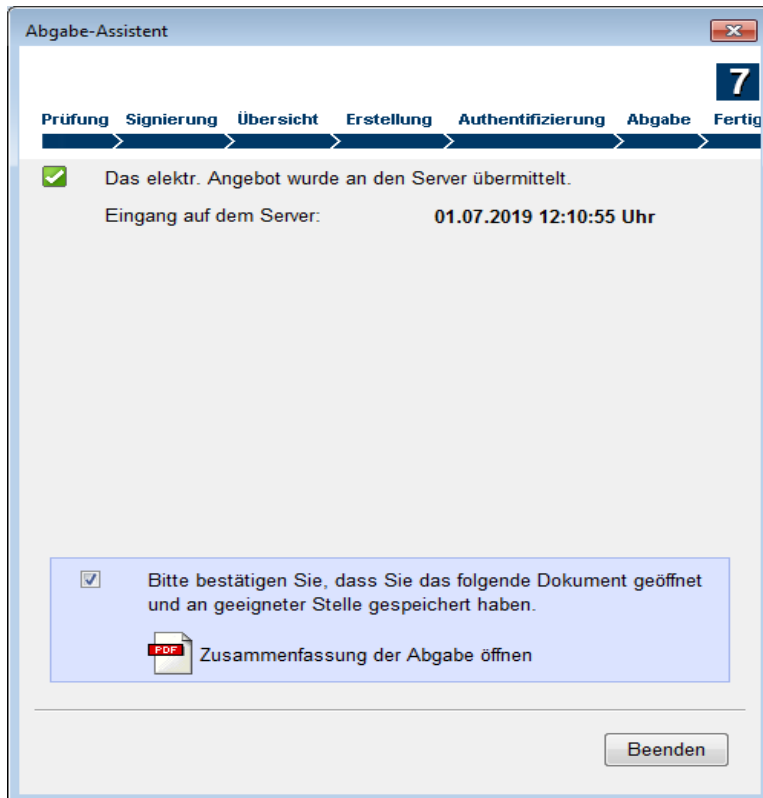 Abgabe-Assistent
7
Prüfung Signierung Übersicht Erstellung Authentifizierung Abgabe Fertig
Das elektr. Angebot wurde an den Server übermittelt.
Eingang auf dem Server: 01.07.2019 12:10:55 Uhr
Bitte bestätigen Sie, dass Sie das folgende Dokument geöffnet
und an geeigneter Stelle gespeichert haben.
PDF Zusammenfassung der Abgabe öffnen
Beenden